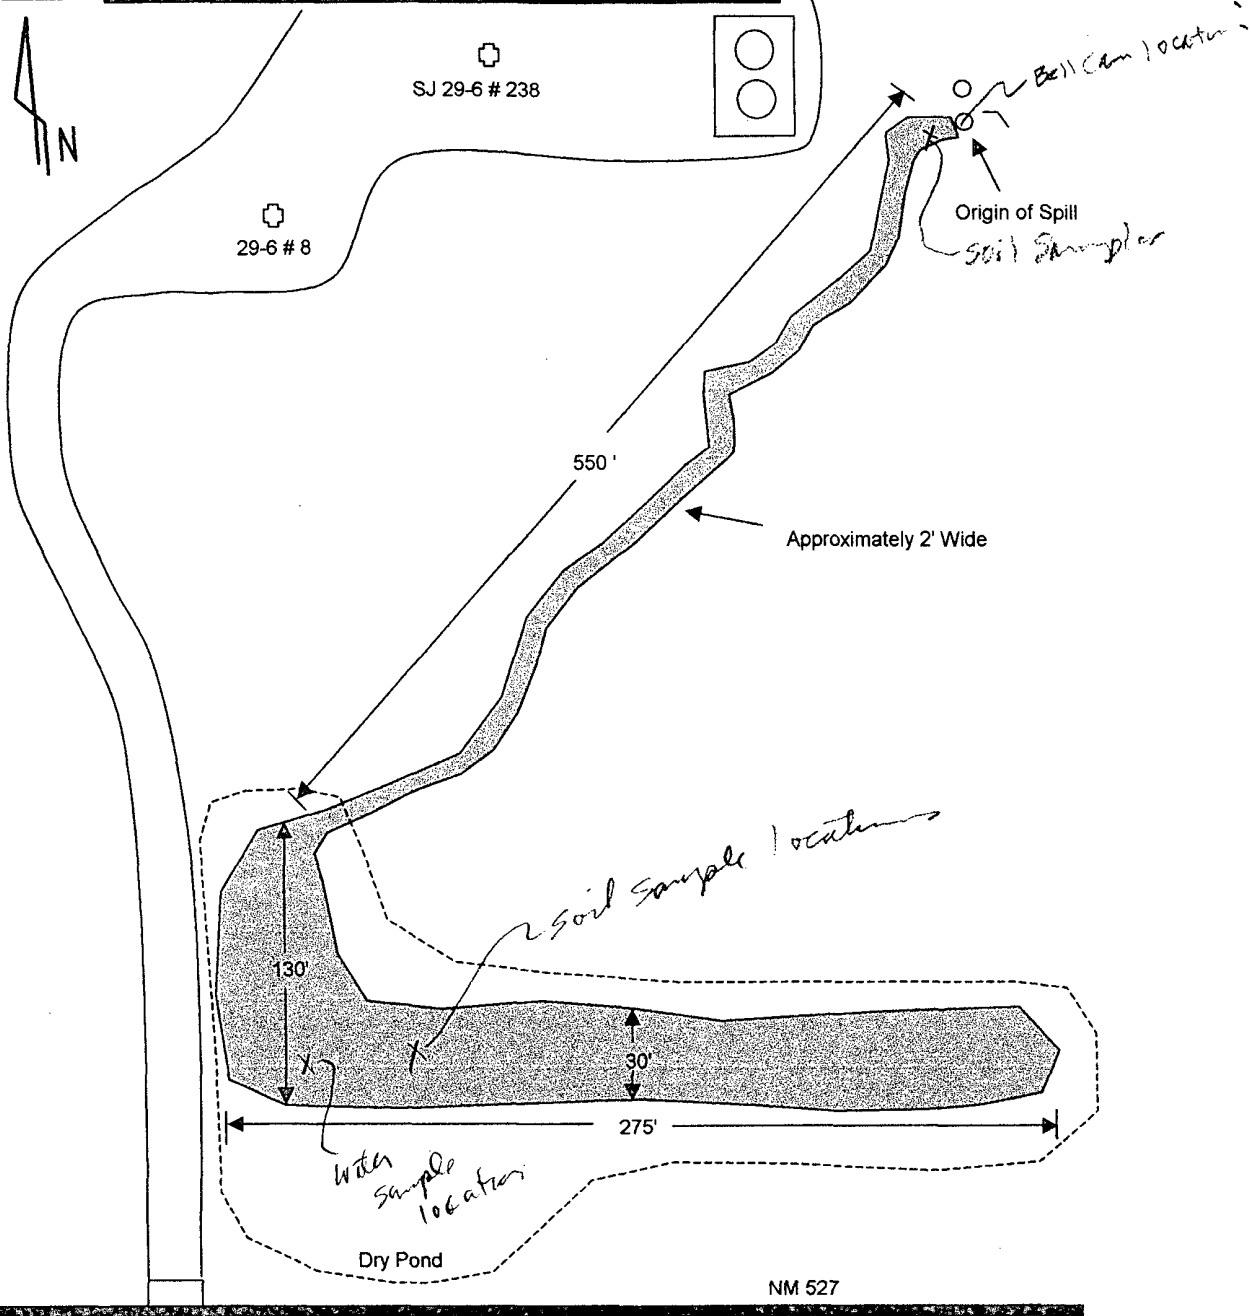 N
SJ 29-6 # 238
Bell Can location
29-6 # 8
Origin of Spill
Soil Sampler
550 '
Approximately 2' Wide
Soil Sample locations
130'
30'
275'
water
sample
location
Dry Pond
NM 527